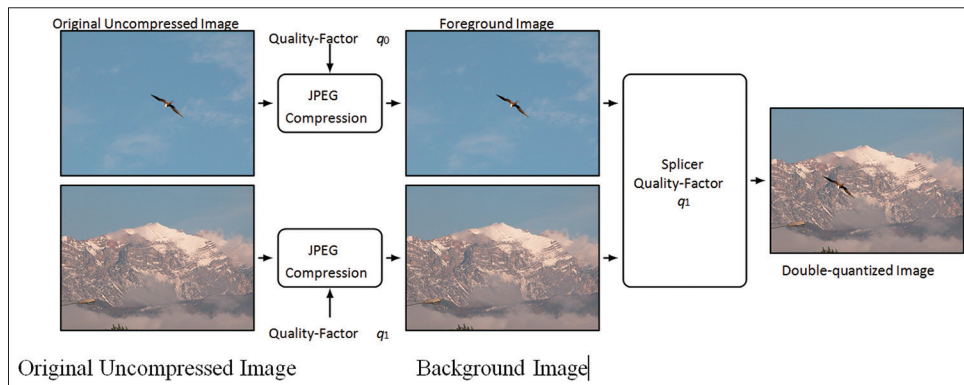 Original Uncompressed Image
Quality-Factor q0
Foreground Image
JPEG
Compression
Splicer
Quality-Factor
q1
JPEG
Compression
Double-quantized Image
Quality-Factor q1
Original Uncompressed Image
Background Image